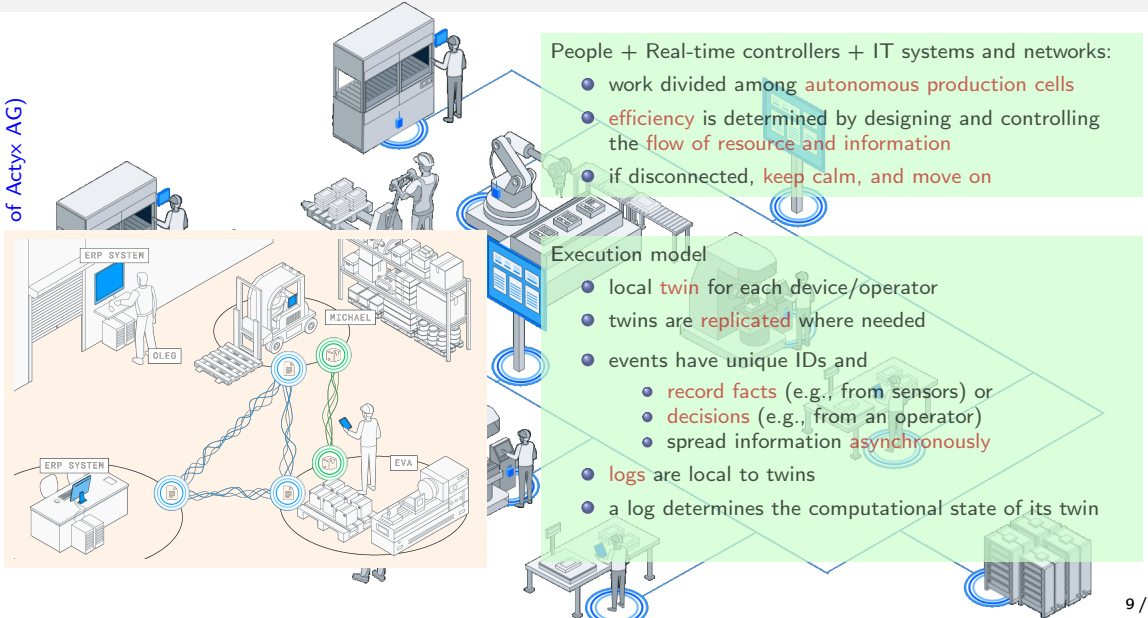 of Actyx AG)
People + Real-time controllers + IT systems and networks:
work divided among autonomous production cells
efficiency is determined by designing and controlling
the flow of resource and information
if disconnected, keep calm, and move on
ERP SYSTEM
OLEG
MICHAEL
ERP SYSTEM
EVA
Execution model
local twin for each device/operator
twins are replicated where needed
events have unique IDs and
record facts (e.g., from sensors) or
decisions (e.g., from an operator)
spread information asynchronously
logs are local to twins
a log determines the computational state of its twin
9 /